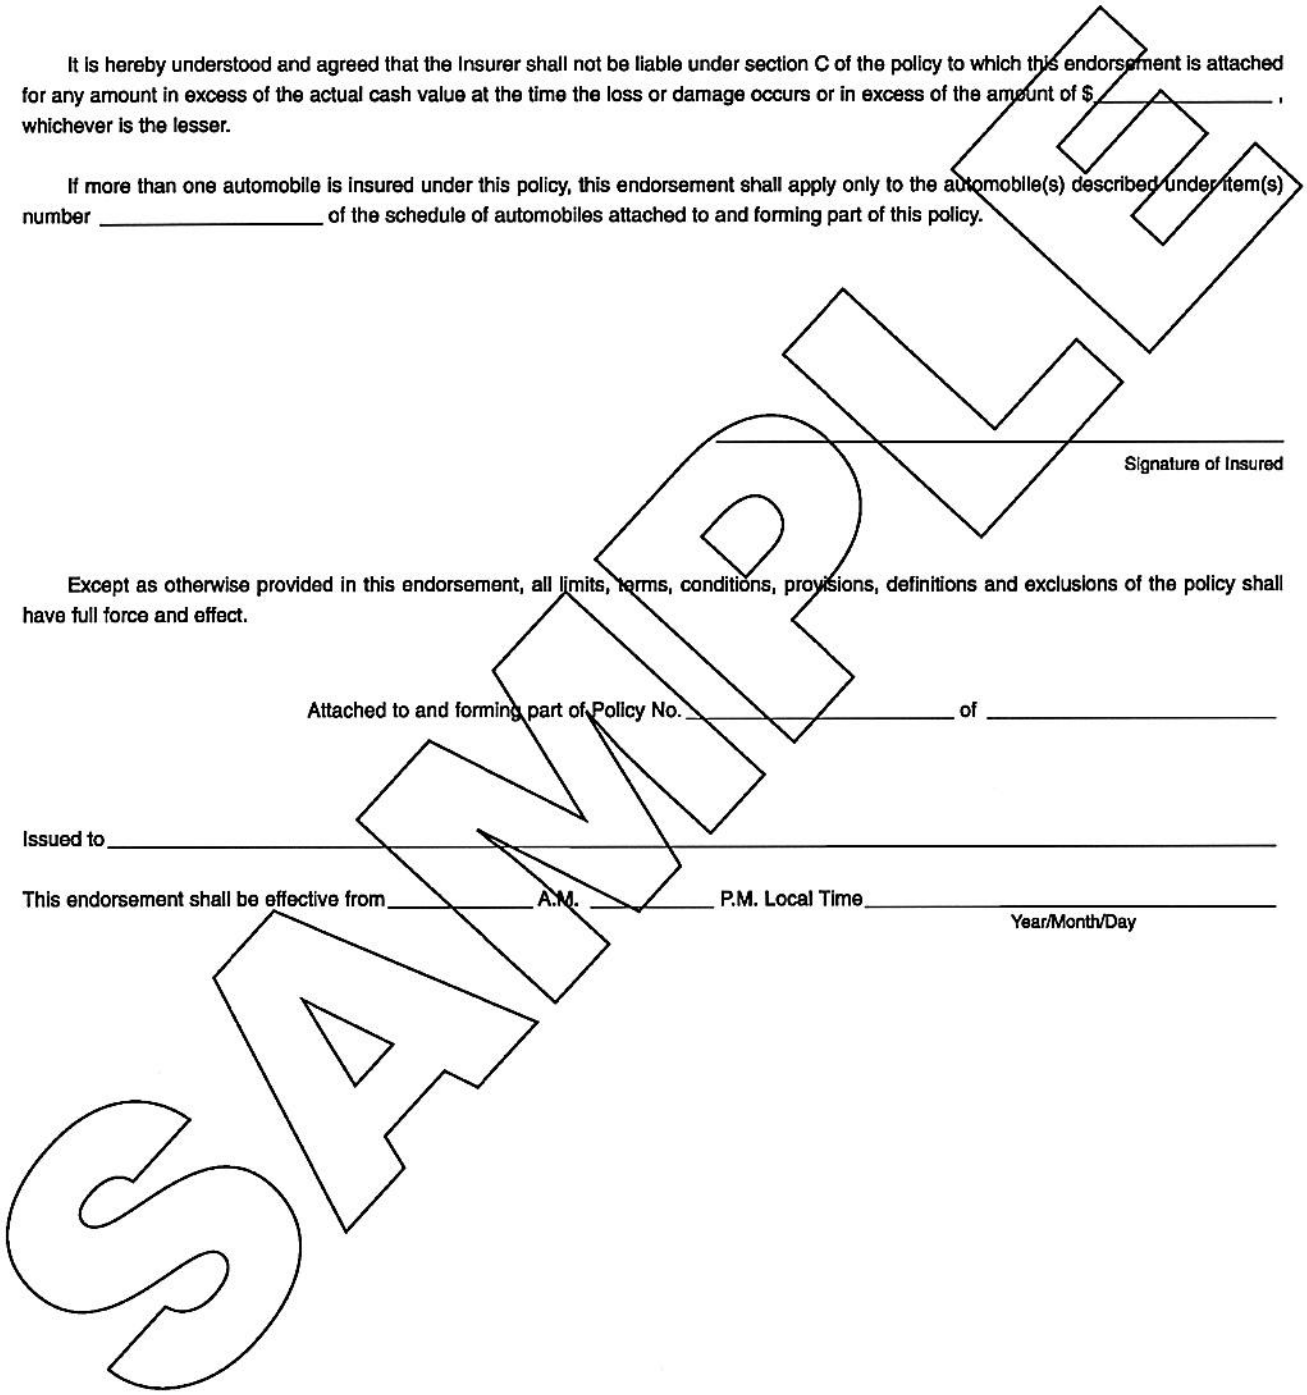 It is hereby understood and agreed that the Insurer shall not be liable under section C of the policy to which this endorsement is attached
for any amount in excess of the actual cash value at the time the loss or damage occurs or in excess of the amount of $ ,
whichever is the lesser.
If more than one automobile is insured under this policy, this endorsement shall apply only to the automobile(s) described under item(s)
number of the schedule of automobiles attached to and forming part of this policy.
Signature of Insured
Except as otherwise provided in this endorsement, all limits, terms, conditions, provisions, definitions and exclusions of the policy shall
have full force and effect.
Attached to and forming part of Policy No. of
Issued to
This endorsement shall be effective from A.M. P.M. Local Time
Year/Month/Day
SAMPLE